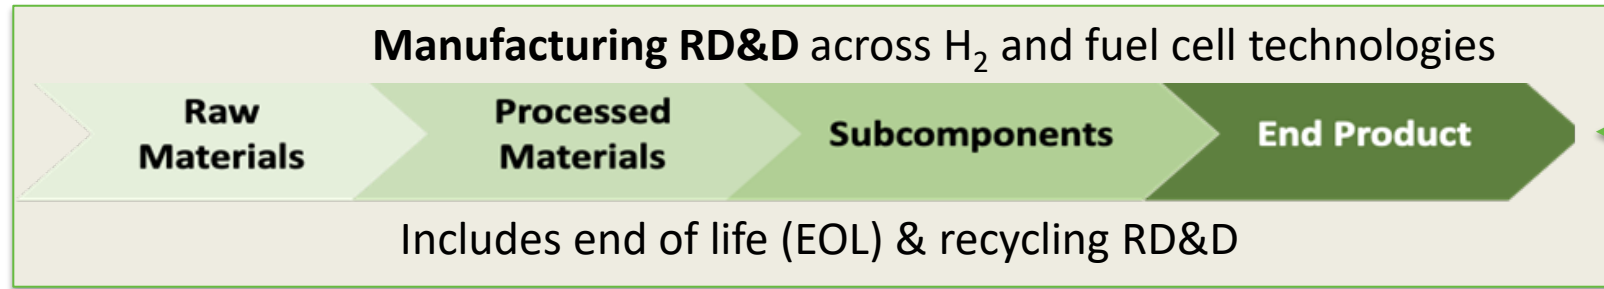 Manufacturing RD&D across H₂ and fuel cell technologies
Raw
Materials
Processed
Materials
Subcomponents
End Product
Includes end of life (EOL) & recycling RD&D